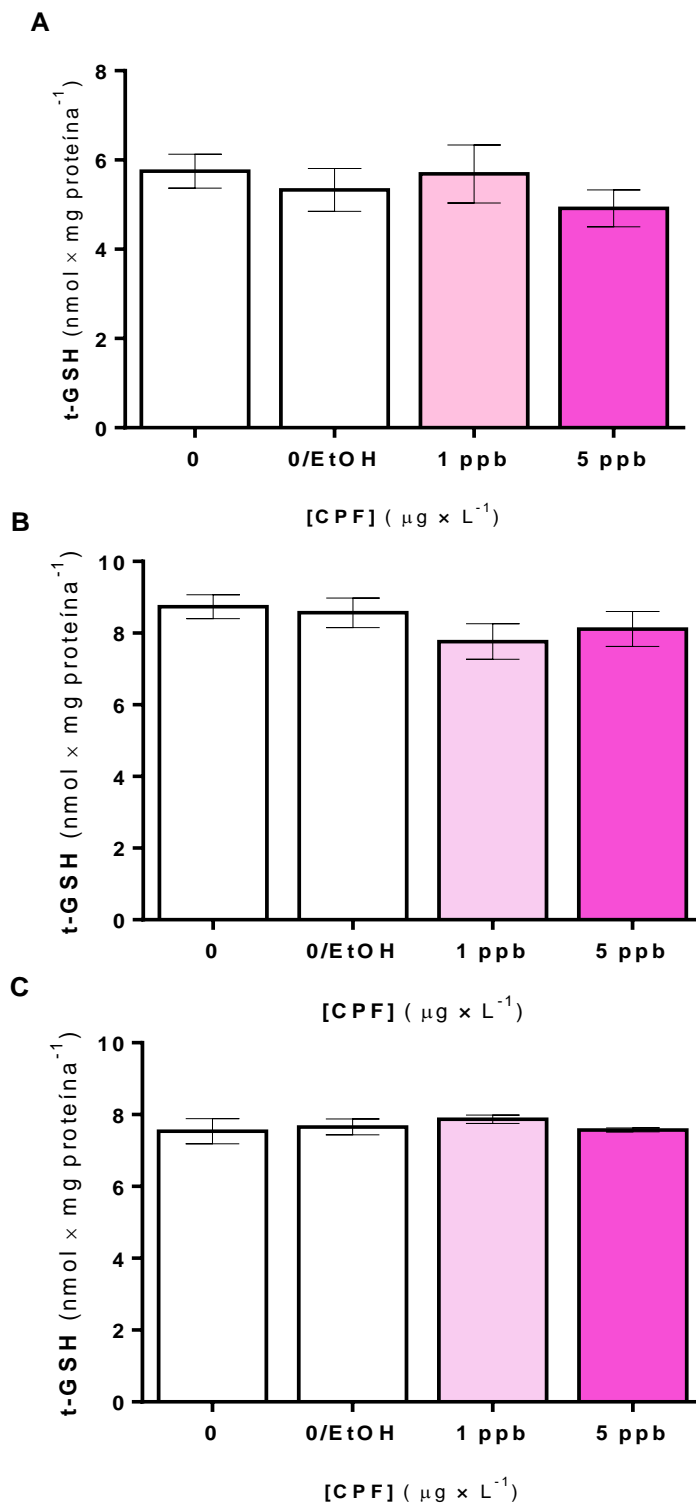 A
t-GSH (nmol × mg proteína⁻¹)
8
6
4
2
0
0 0/EtOH 1 ppb 5 ppb
[CPF] ( µg × L⁻¹)
B
t-GSH (nmol × mg proteína⁻¹)
10
8
6
4
2
0
0 0/EtOH 1 ppb 5 ppb
[CPF] ( µg × L⁻¹)
C
t-GSH (nmol × mg proteína⁻¹)
10
8
6
4
2
0
0 0/EtOH 1 ppb 5 ppb
[CPF] ( µg × L⁻¹)